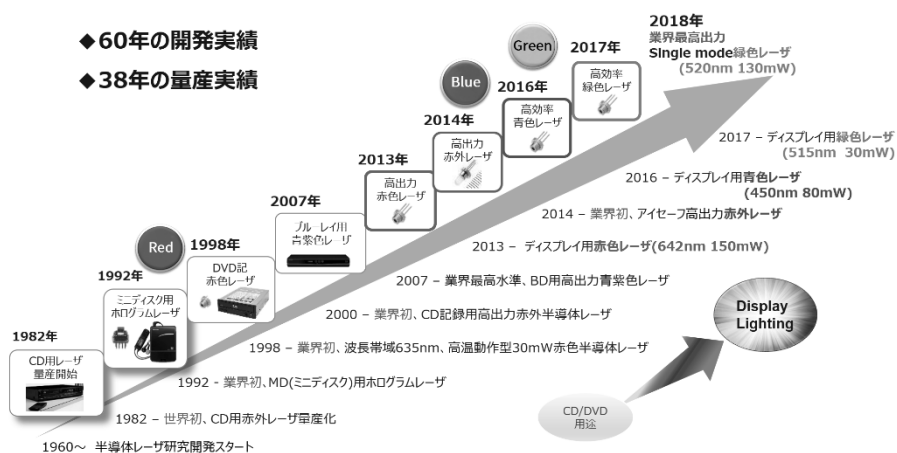 ◆60年の開発実績
◆38年の量産実績
1982年
CD用レーザ
量産開始
1992年
ミニディスク用
ホログラムレーザ
Red
1998年
DVD記
赤色レーザ
2007年
ブルーレイ用
青紫色レーザ
2013年
高出力
赤色レーザ
Blue
2014年
高出力
赤外レーザ
Green
2016年
高効率
青色レーザ
2017年
高効率
緑色レーザ
2018年
業界最高出力
Single mode緑色レーザ
(520nm 130mW)
2017 – ディスプレイ用緑色レーザ
(515nm 30mW)
2016 – ディスプレイ用青色レーザ
(450nm 80mW)
2014 – 業界初、アイセーフ高出力赤外レーザ
2013 – ディスプレイ用赤色レーザ(642nm 150mW)
2007 – 業界最高水準、BD用高出力青紫色レーザ
2000 – 業界初、CD記録用高出力赤外半導体レーザ
1998 – 業界初、波長帯域635nm、高温動作型30mW赤色半導体レーザ
1992 - 業界初、MD(ミニディスク)用ホログラムレーザ
1982 – 世界初、CD用赤外レーザ量産化
1960～ 半導体レーザ研究開発スタート
Display
Lighting
CD/DVD
用途